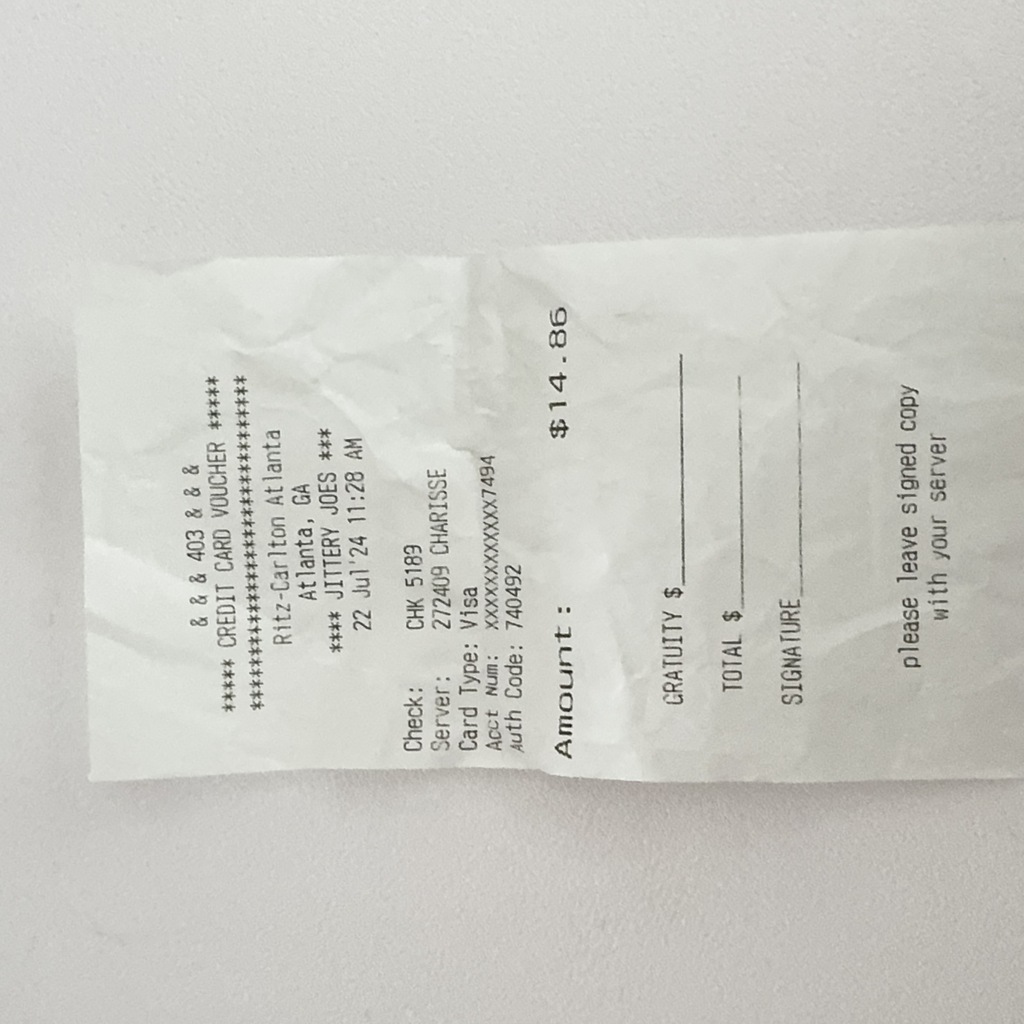 & & & 403 & & &
***** CREDIT CARD VOUCHER *****
***********************************
Ritz-Carlton Atlanta
Atlanta, GA
**** JITTERY JOES ***
22 Jul'24 11:28 AM
Check: CHK 5189
Server: 272409 CHARISSE
Card Type: Visa
Acct Num: XXXXXXXXXXXX7494
Auth Code: 740492
Amount: $14.86
GRATUITY $
TOTAL $
SIGNATURE
please leave signed copy
with your server